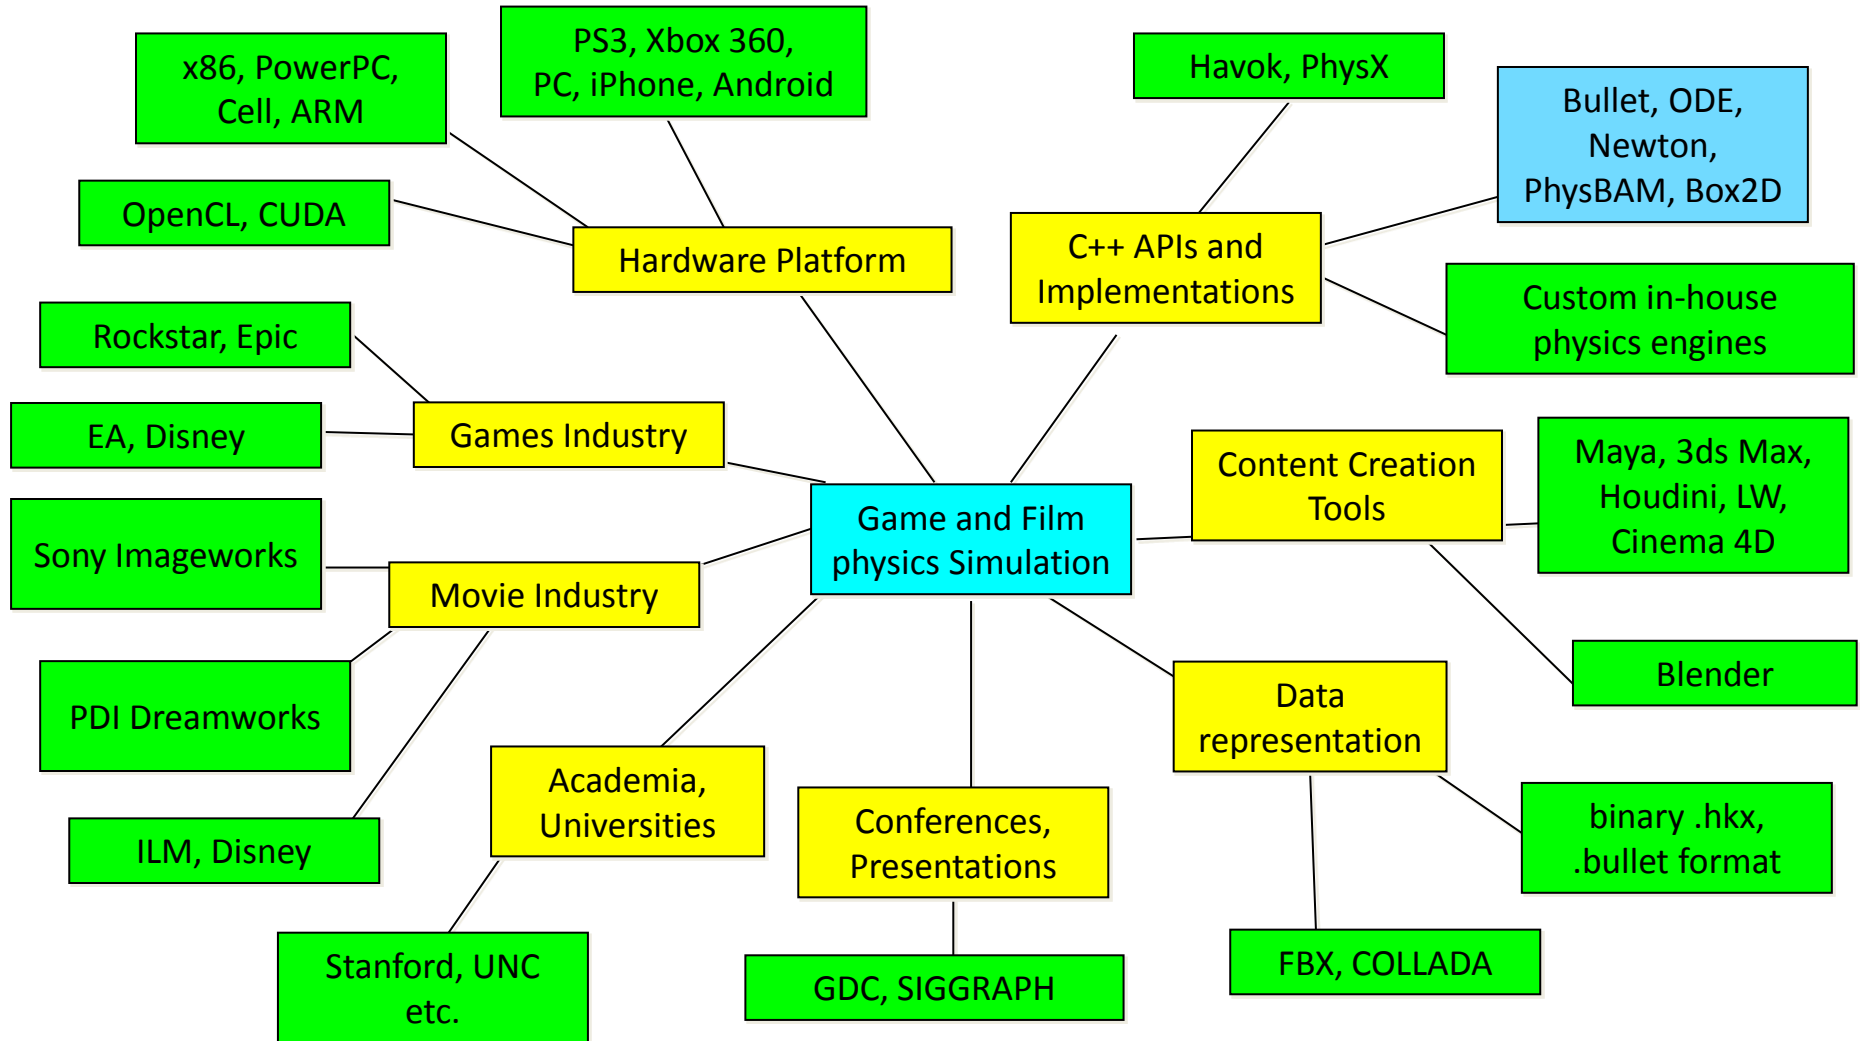 PS3, Xbox 360,
PC, iPhone, Android
x86, PowerPC,
Cell, ARM
OpenCL, CUDA
Hardware Platform
Havok, PhysX
Bullet, ODE,
Newton,
PhysBAM, Box2D
C++ APIs and
Implementations
Custom in-house
physics engines
Rockstar, Epic
EA, Disney
Games Industry
Content Creation
Tools
Maya, 3ds Max,
Houdini, LW,
Cinema 4D
Game and Film
physics Simulation
Sony Imageworks
Movie Industry
PDI Dreamworks
ILM, Disney
Blender
Data
representation
Academia,
Universities
Conferences,
Presentations
binary .hkx,
.bullet format
Stanford, UNC
etc.
GDC, SIGGRAPH
FBX, COLLADA